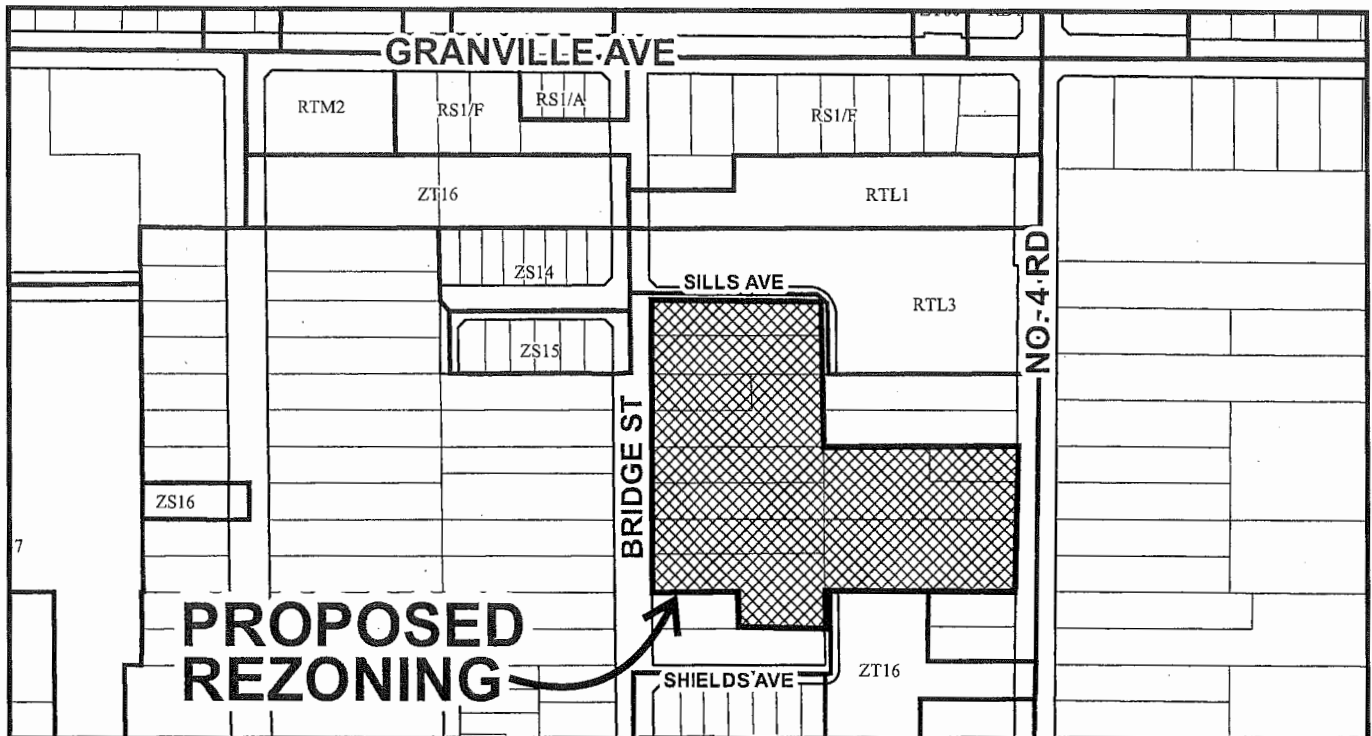 GRANVILLE AVE
RTM2
RS1/F
RS1/A
RS1/F
ZT16
RTL1
ZS14
SILLS AVE
RTL3
NO. 4 RD
ZS15
BRIDGE ST
ZS16
7
PROPOSED
REZONING
SHIELDS AVE
ZT16